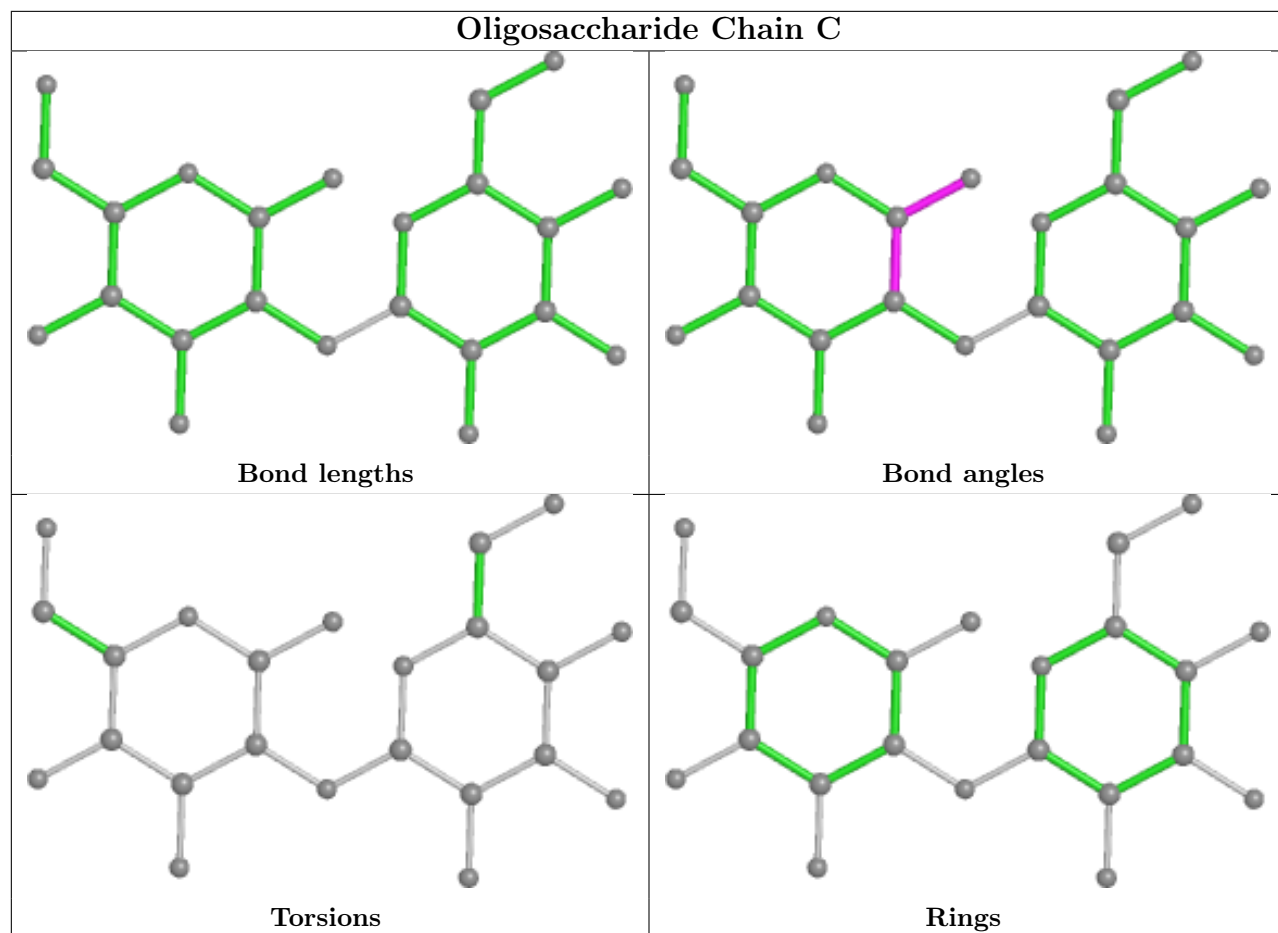 Oligosaccharide Chain C
Bond lengths
Bond angles
Torsions
Rings